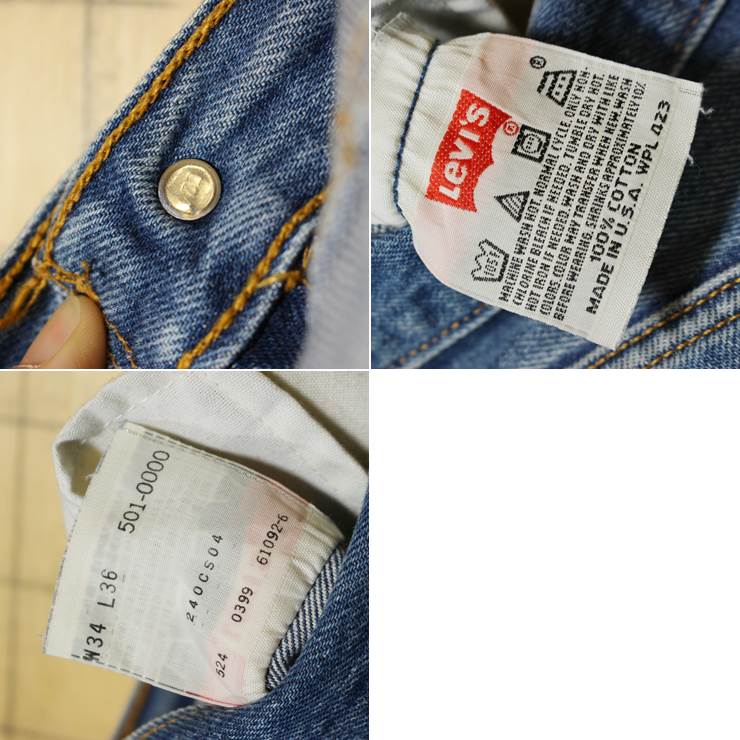 LEVI'S
®
105
MACHINE WASH HOT. NORMAL CYCLE. ONLY NON-
CHLORINE BLEACH IF NEEDED. TUMBLE DRY HOT.
HOT IRON IF NEEDED. WASH AND DRY WITH LIKE
COLORS. COLOR MAY TRANSFER WHEN NEW. WASH
BEFORE WEARING. SHRINKS APPROXIMATELY 10%
100% COTTON
MADE IN U.S.A. WPL 423
W34 L36 501-0000
240CS04
524 0399 61092-6